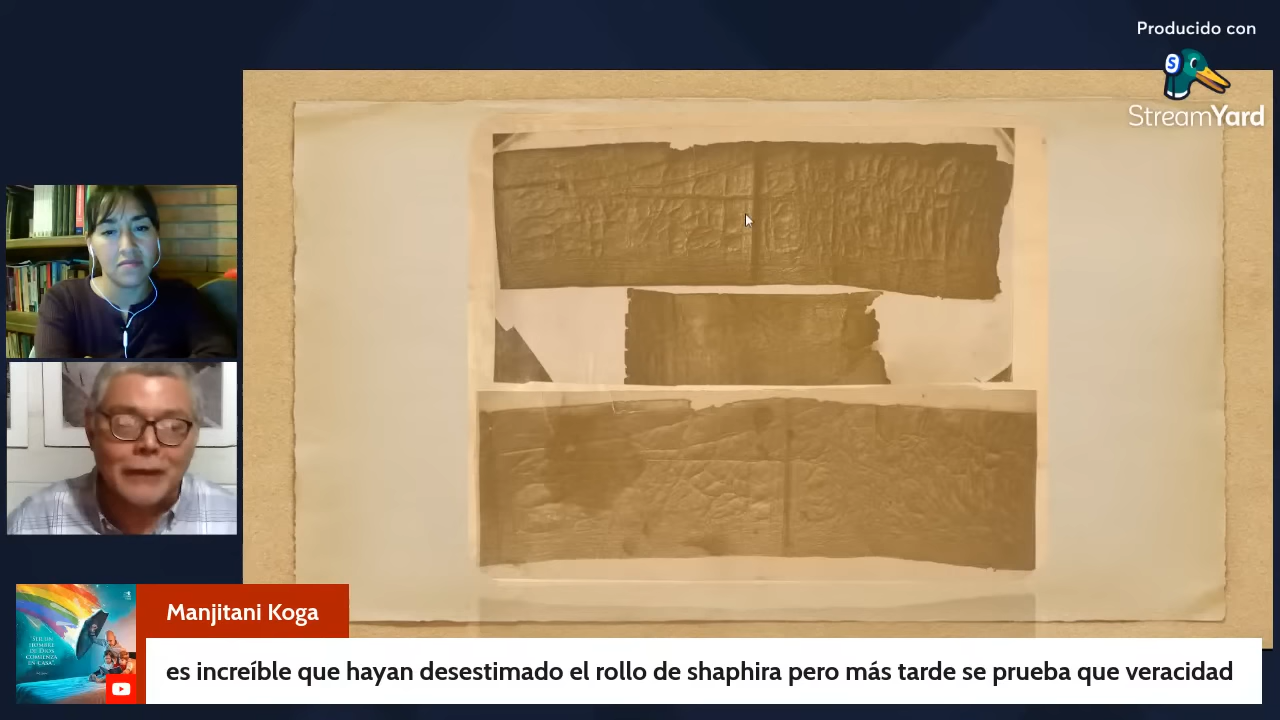 Producido con
StreamYard
Manjitani Koga
es increíble que hayan desestimado el rollo de shaphira pero más tarde se prueba que veracidad